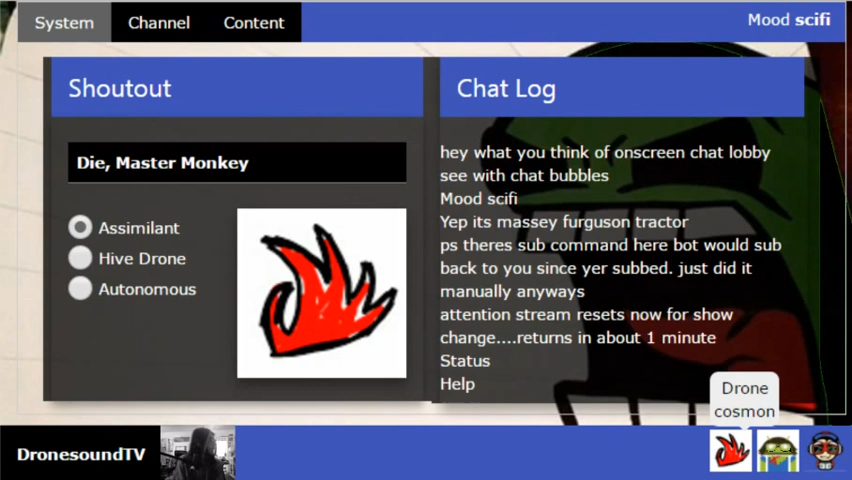 System Channel Content Mood scifi
Shoutout
Die, Master Monkey
Assimilant
Hive Drone
Autonomous
Chat Log
hey what you think of onscreen chat lobby
see with chat bubbles
Mood scifi
Yep its massey furguson tractor
ps theres sub command here bot would sub
back to you since yer subbed. just did it
manually anyways
attention stream resets now for show
change....returns in about 1 minute
Status
Help
Drone
cosmon
DronesoundTV